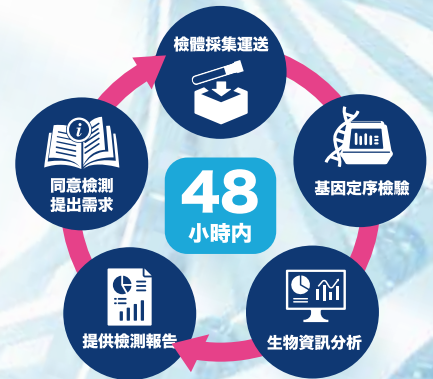 檢體採集運送
基因定序檢驗
生物資訊分析
提供檢測報告
同意檢測
提出需求
48
小時内